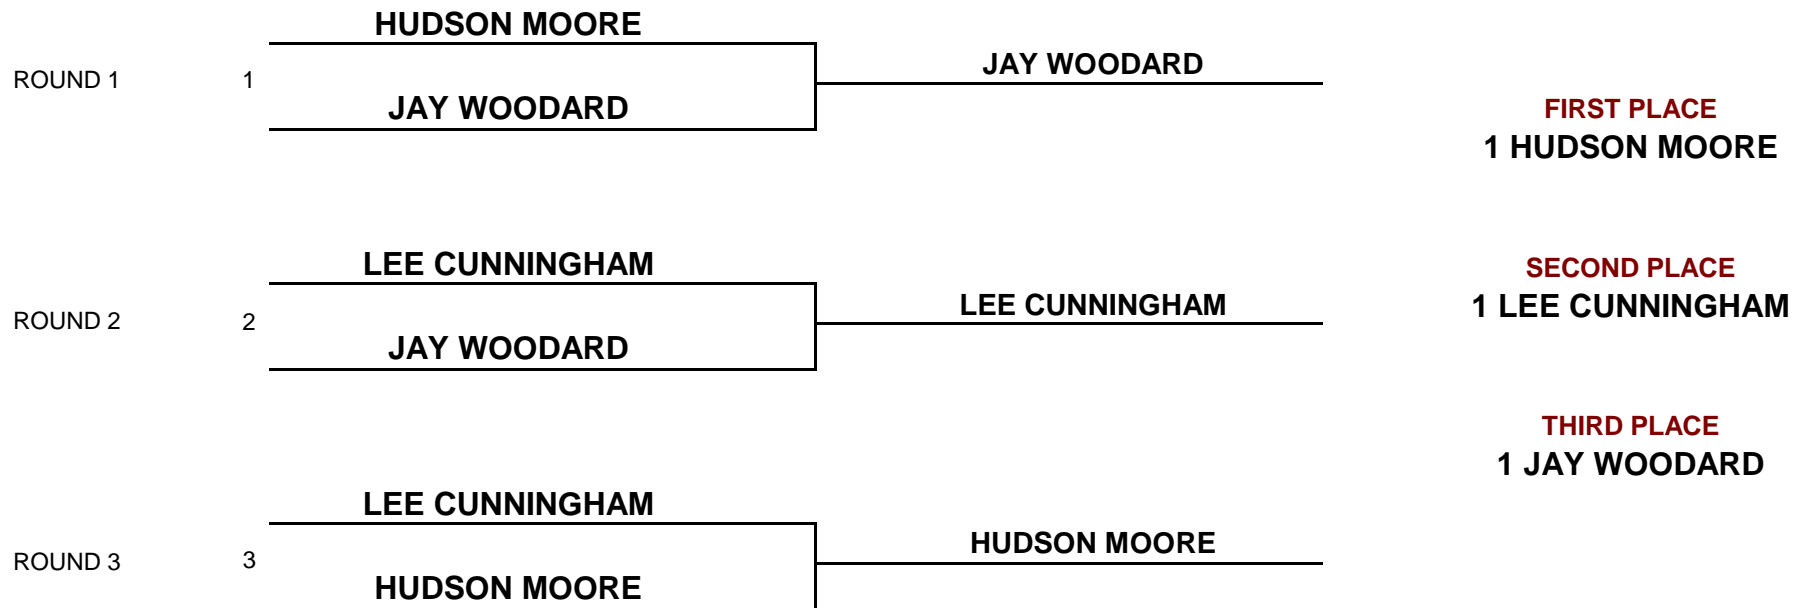 HUDSON MOORE
ROUND 1
1
JAY WOODARD
JAY WOODARD
FIRST PLACE
1 HUDSON MOORE
LEE CUNNINGHAM
ROUND 2
2
LEE CUNNINGHAM
JAY WOODARD
SECOND PLACE
1 LEE CUNNINGHAM
THIRD PLACE
1 JAY WOODARD
LEE CUNNINGHAM
ROUND 3
3
HUDSON MOORE
HUDSON MOORE